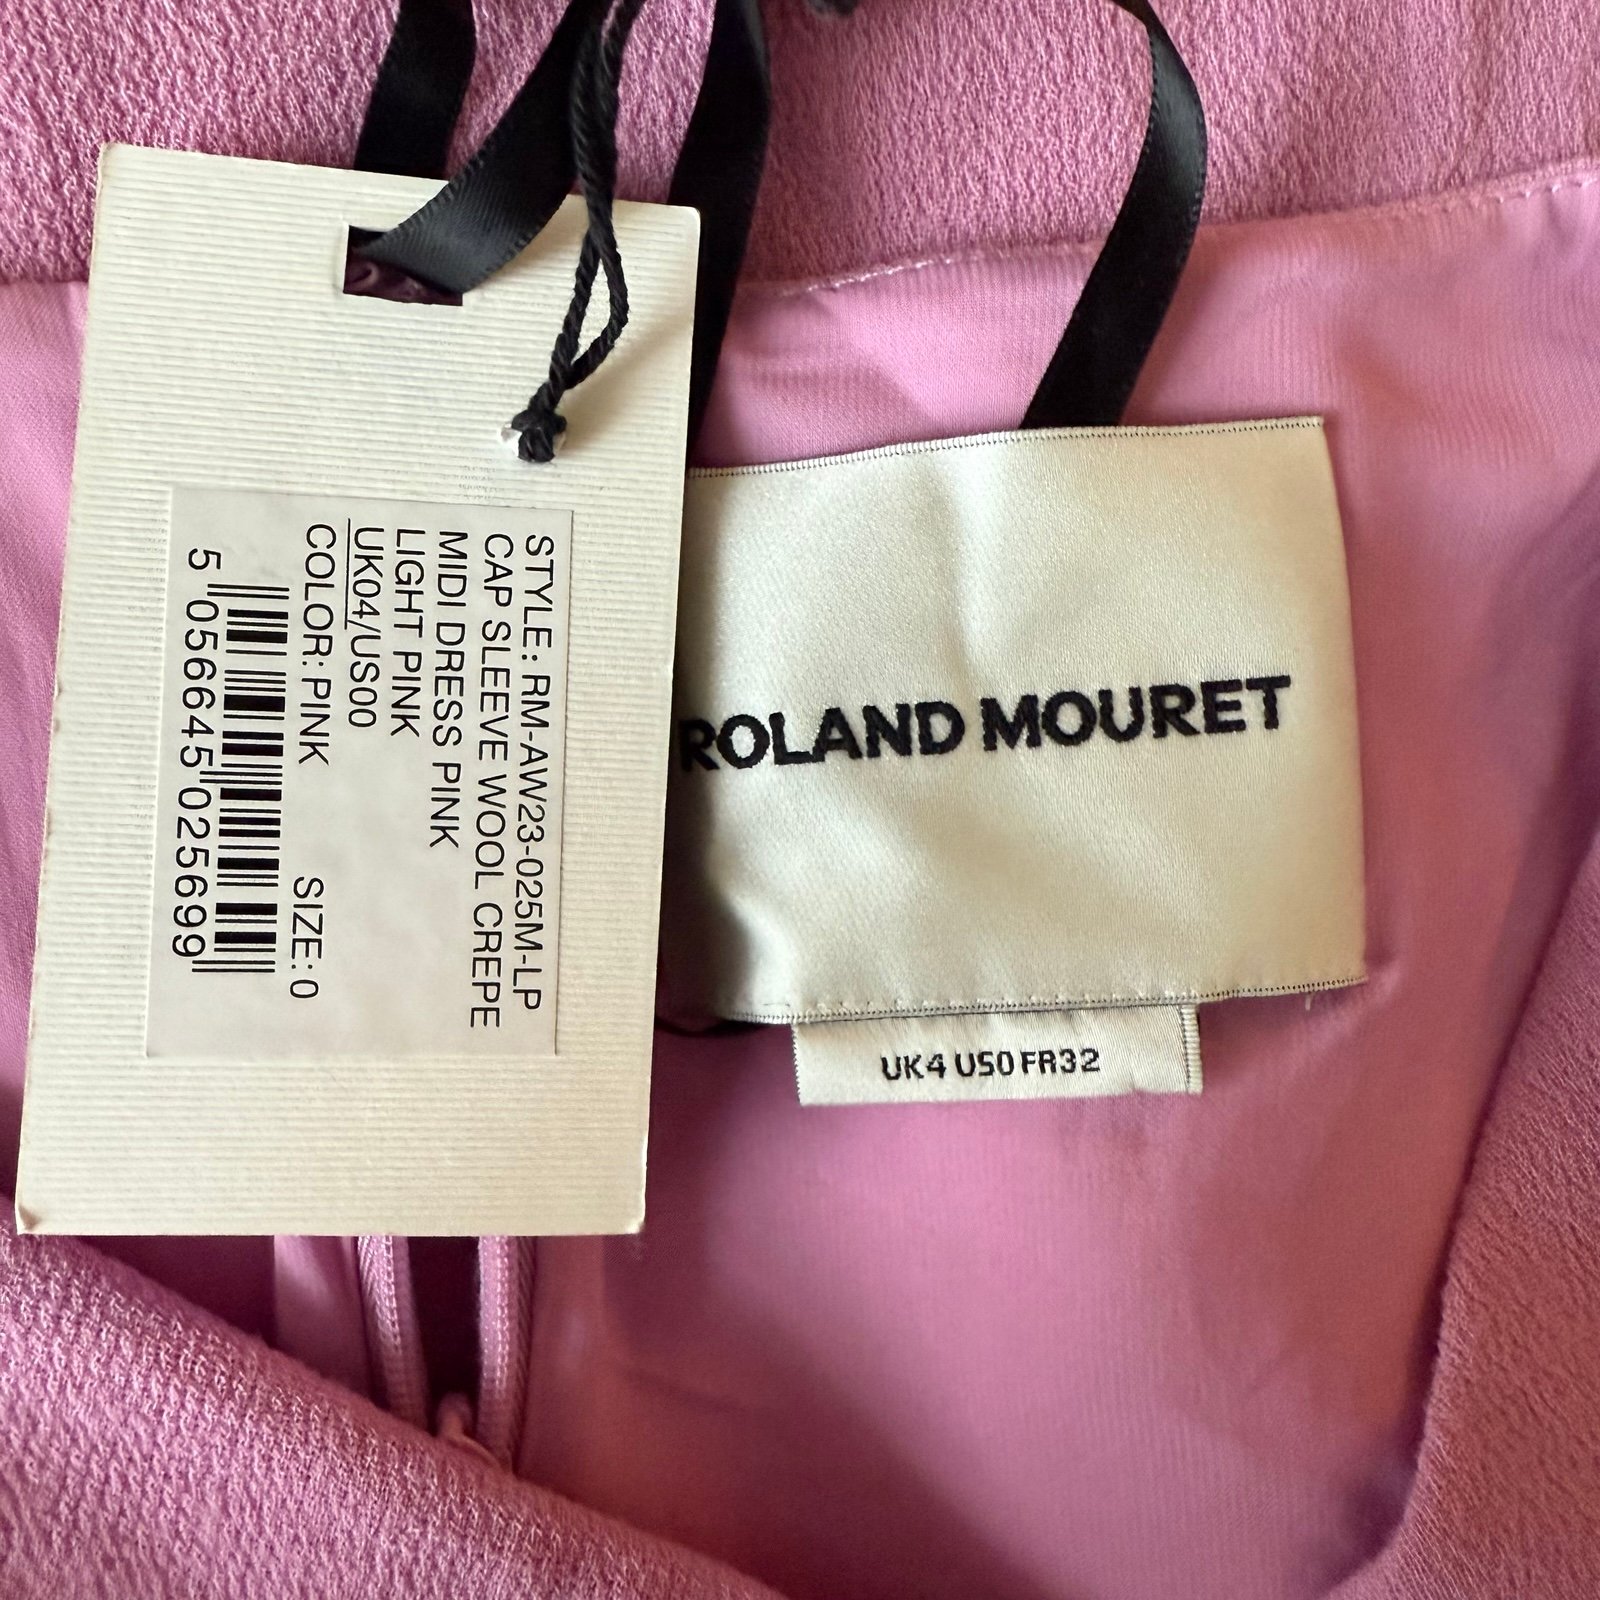 STYLE: RM-AW23-025M-LP
CAP SLEEVE WOOL CREPE
MIDI DRESS PINK
LIGHT PINK
UK04/US00
COLOR: PINK SIZE: 0
5 056645 025699
ROLAND MOURET
UK4 US0 FR32